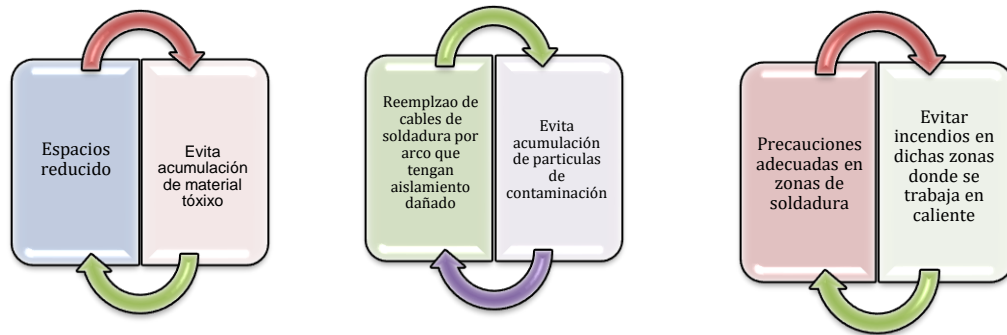 Espacios
reducido
Evita
acumulación
de material
tóxixo
Reemplzao de
cables de
soldadura por
arco que
tengan
aislamiento
dañado
Evita
acumulación
de particulas
de
contaminación
Precauciones
adecuadas en
zonas de
soldadura
Evitar
incendios en
dichas zonas
donde se
trabaja en
caliente